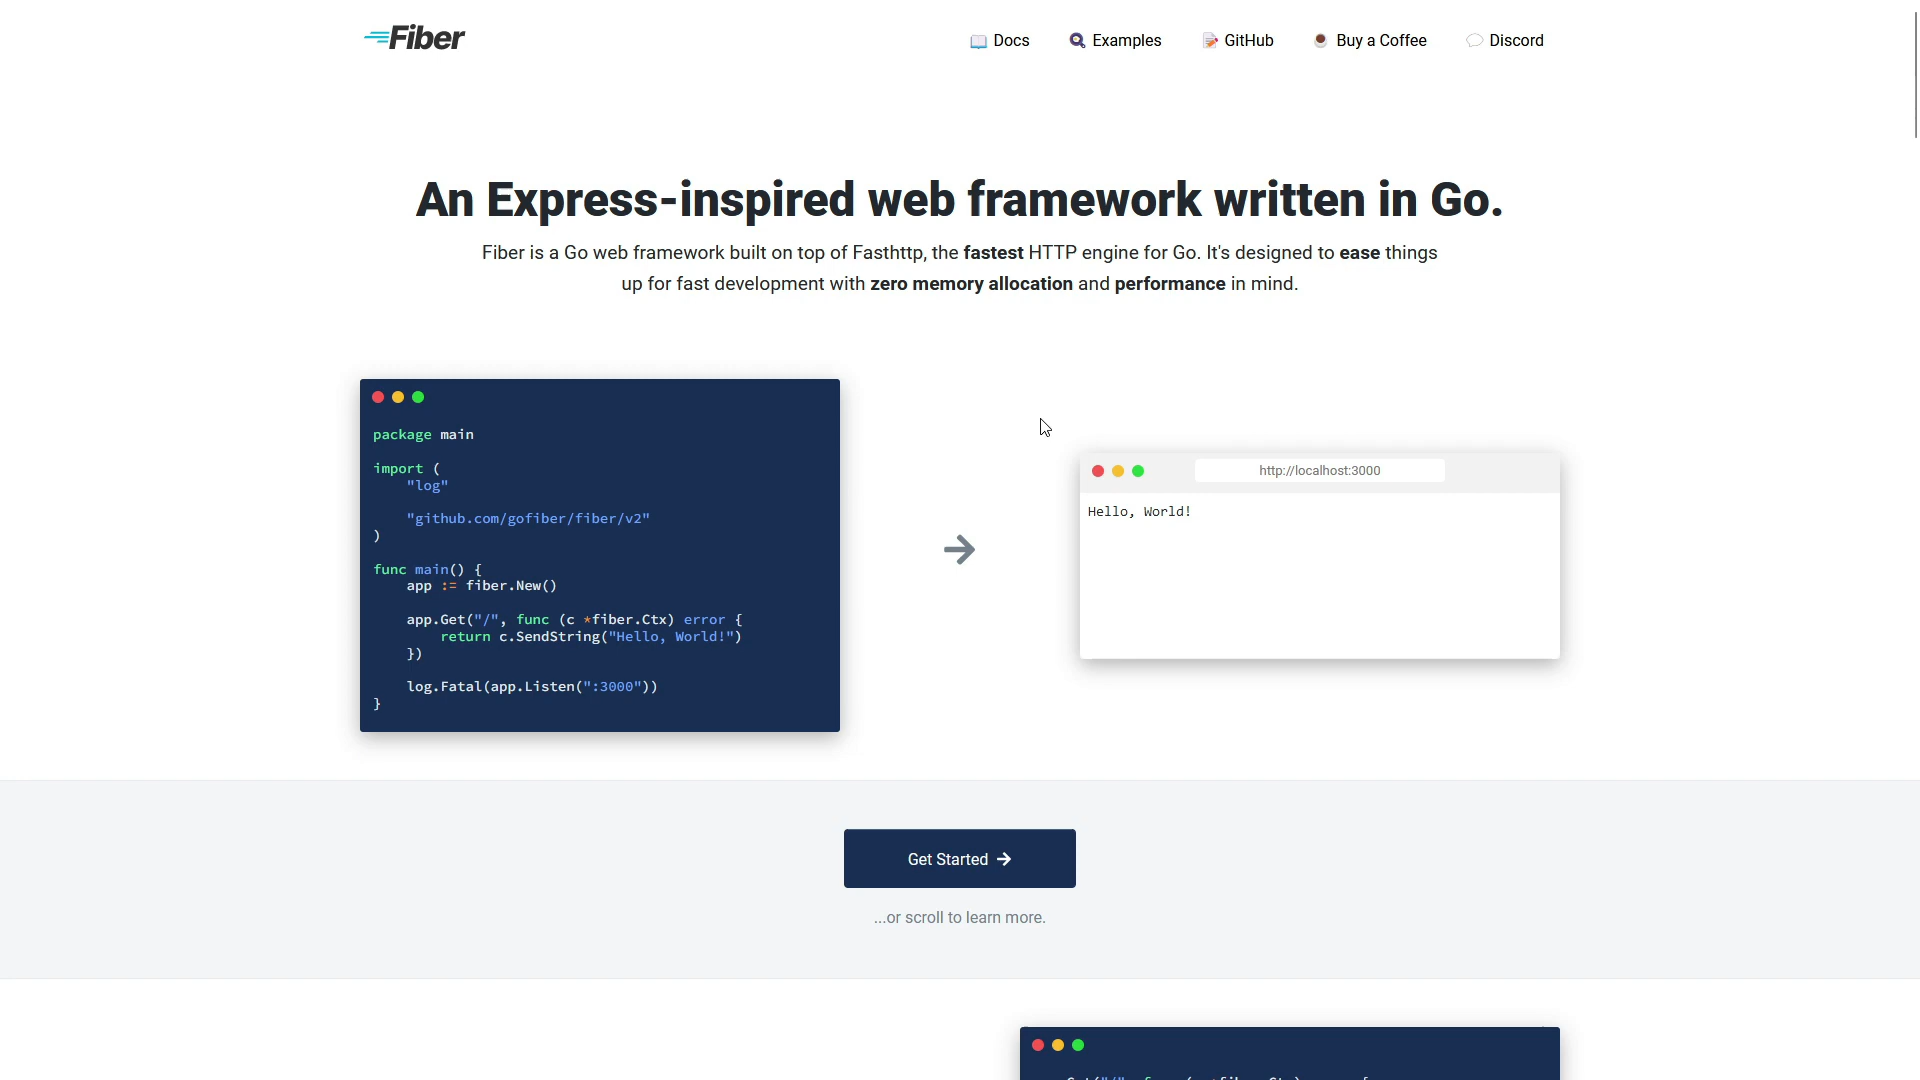 Fiber
Docs
Examples
GitHub
Buy a Coffee
Discord
An Express-inspired web framework written in Go.
Fiber is a Go web framework built on top of Fasthttp, the fastest HTTP engine for Go. It's designed to ease things
up for fast development with zero memory allocation and performance in mind.
package main
import (
"log"
"github.com/gofiber/fiber/v2"
)
func main() {
app := fiber.New()
app.Get("/", func (c *fiber.Ctx) error {
return c.SendString("Hello, World!")
})
log.Fatal(app.Listen(":3000"))
}
http://localhost:3000
Hello, World!
Get Started
...or scroll to learn more.